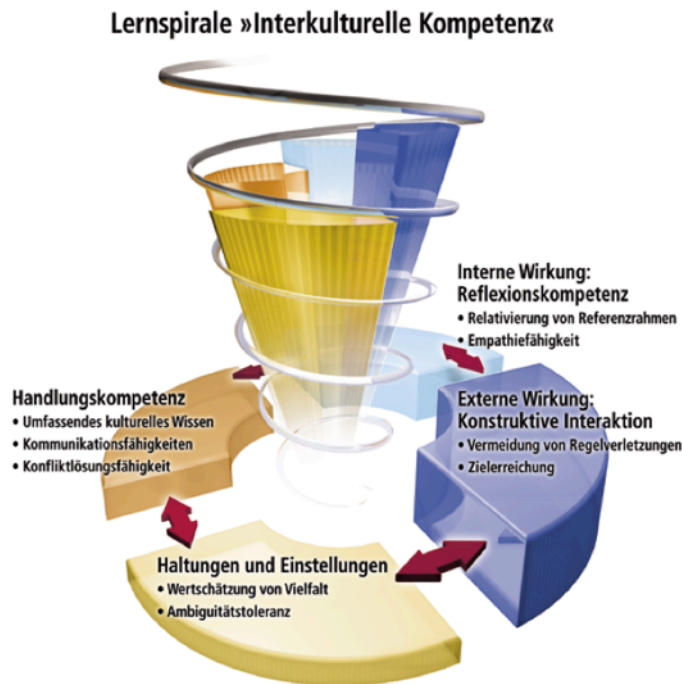 Lernspirale »Interkulturelle Kompetenz«
Interne Wirkung:
Reflexionskompetenz
• Relativierung von Referenzrahmen
• Empathiefähigkeit
Handlungskompetenz
• Umfassendes kulturelles Wissen
• Kommunikationsfähigkeiten
• Konfliktlösungsfähigkeit
Externe Wirkung:
Konstruktive Interaktion
• Vermeidung von Regelverletzungen
• Zielerreichung
Haltungen und Einstellungen
• Wertschätzung von Vielfalt
• Ambiguitätstoleranz